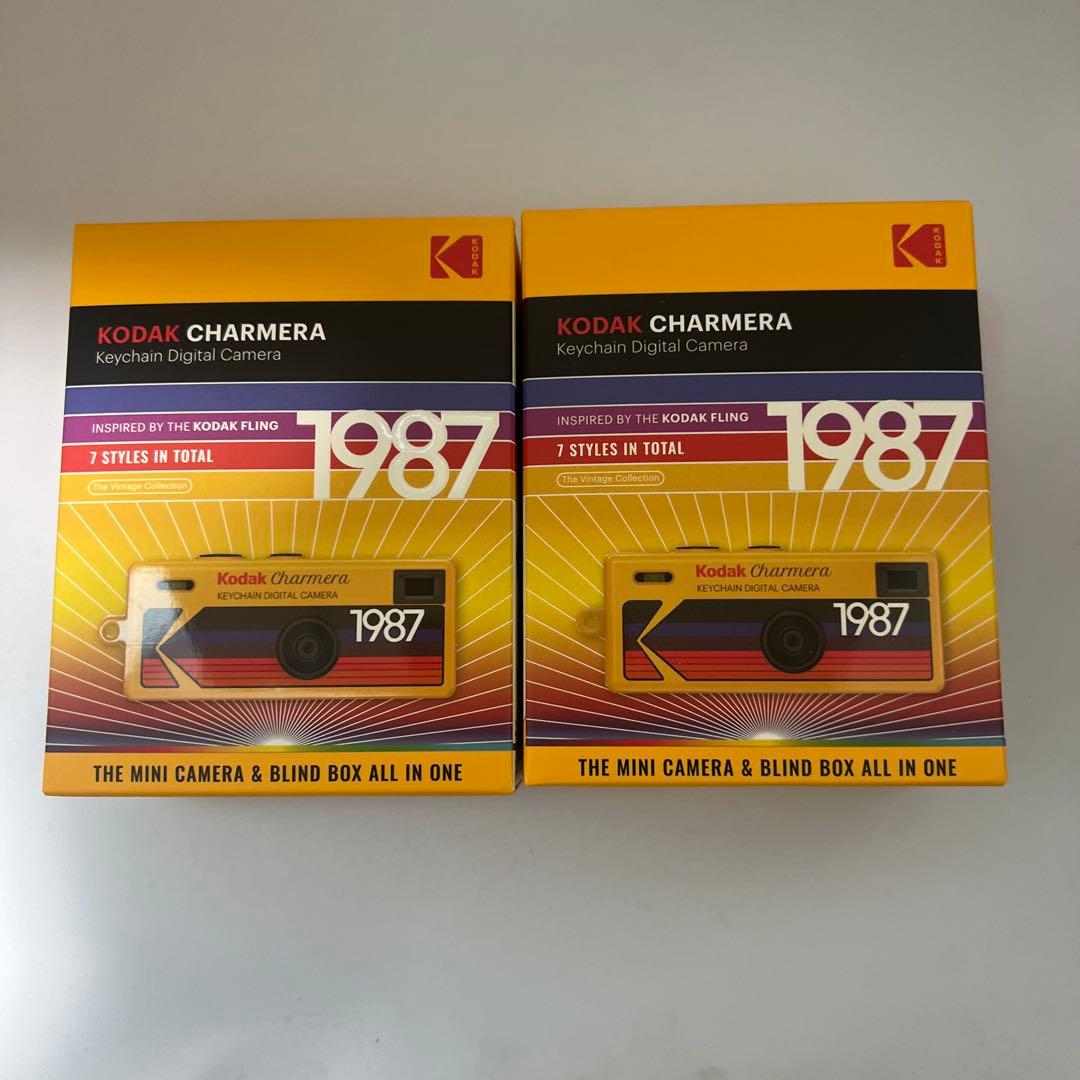 KODAK
KODAK CHARMERA
Keychain Digital Camera
INSPIRED BY THE KODAK FLING
1987
7 STYLES IN TOTAL
The Vintage Collection
Kodak Charmera
KEYCHAIN DIGITAL CAMERA
1987
THE MINI CAMERA & BLIND BOX ALL IN ONE
KODAK
KODAK CHARMERA
Keychain Digital Camera
INSPIRED BY THE KODAK FLING
1987
7 STYLES IN TOTAL
The Vintage Collection
Kodak Charmera
KEYCHAIN DIGITAL CAMERA
1987
THE MINI CAMERA & BLIND BOX ALL IN ONE